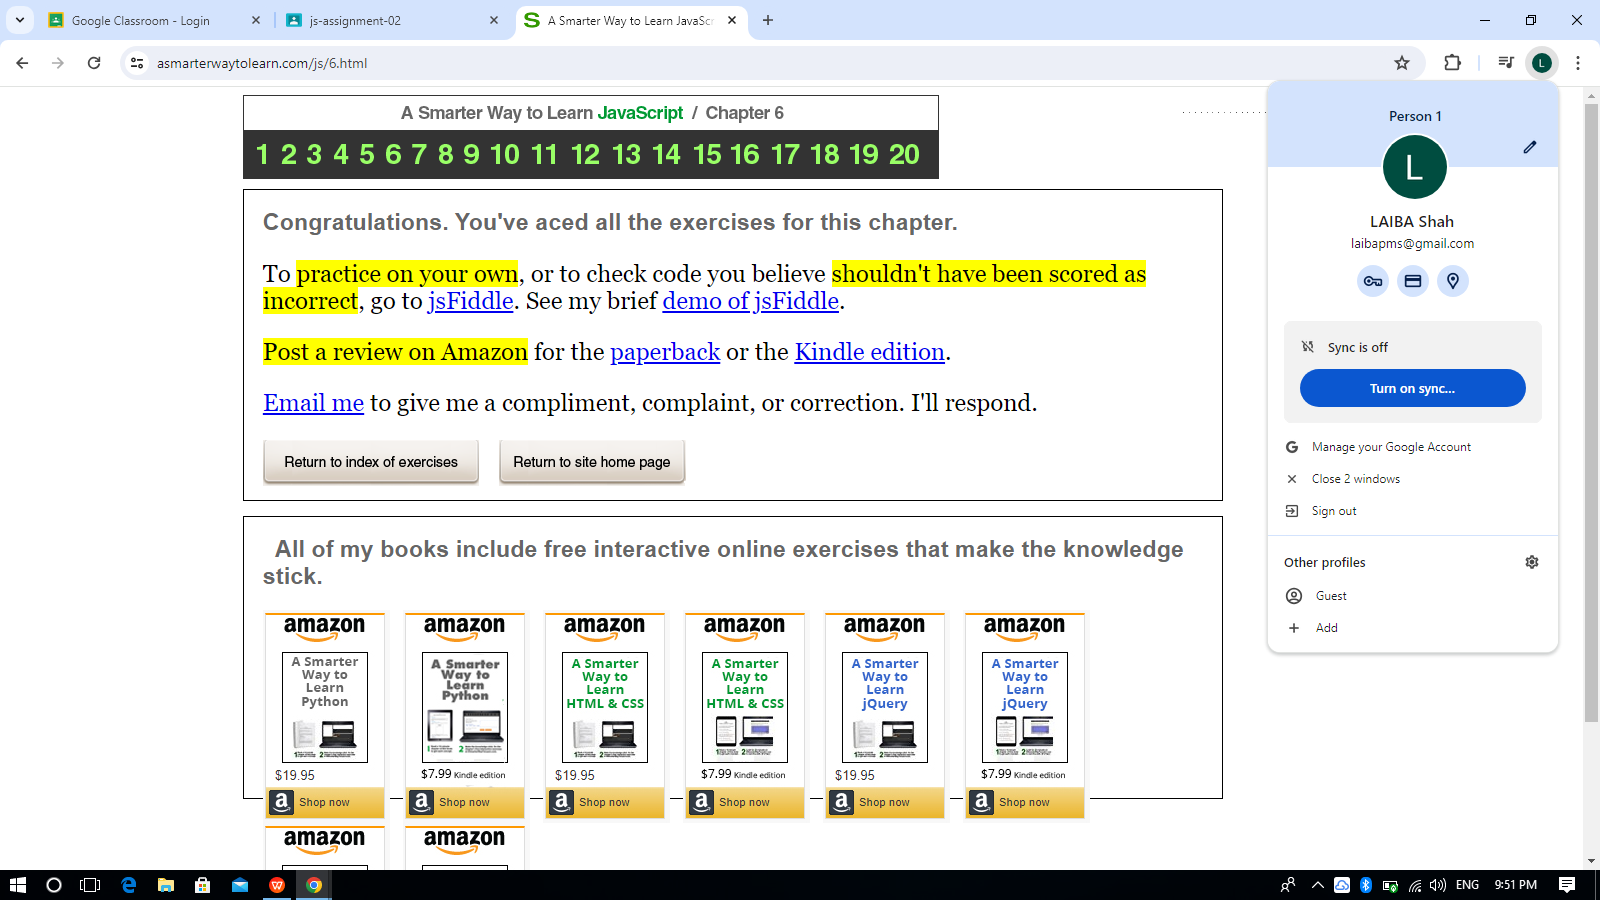 Google Classroom - Login
js-assignment-02
A Smarter Way to Learn JavaScr
asmarterwaytolearn.com/js/6.html
L
A Smarter Way to Learn JavaScript / Chapter 6
1 2 3 4 5 6 7 8 9 10 11 12 13 14 15 16 17 18 19 20
Congratulations. You've aced all the exercises for this chapter.
To practice on your own, or to check code you believe shouldn't have been scored as
incorrect, go to jsFiddle. See my brief demo of jsFiddle.
Post a review on Amazon for the paperback or the Kindle edition.
Email me to give me a compliment, complaint, or correction. I'll respond.
Return to index of exercises
Return to site home page
All of my books include free interactive online exercises that make the knowledge
stick.
amazon
A Smarter
Way to
Learn
Python
$19.95
Shop now
amazon
A Smarter
Way to
Learn
Python
$7.99 Kindle edition
Shop now
amazon
A Smarter
Way to
Learn
HTML & CSS
$19.95
Shop now
amazon
A Smarter
Way to
Learn
HTML & CSS
$7.99 Kindle edition
Shop now
amazon
A Smarter
Way to
Learn
jQuery
$19.95
Shop now
amazon
A Smarter
Way to
Learn
jQuery
$7.99 Kindle edition
Shop now
amazon
amazon
Person 1
L
LAIBA Shah
laibapms@gmail.com
Sync is off
Turn on sync...
Manage your Google Account
Close 2 windows
Sign out
Other profiles
Guest
Add
ENG
9:51 PM